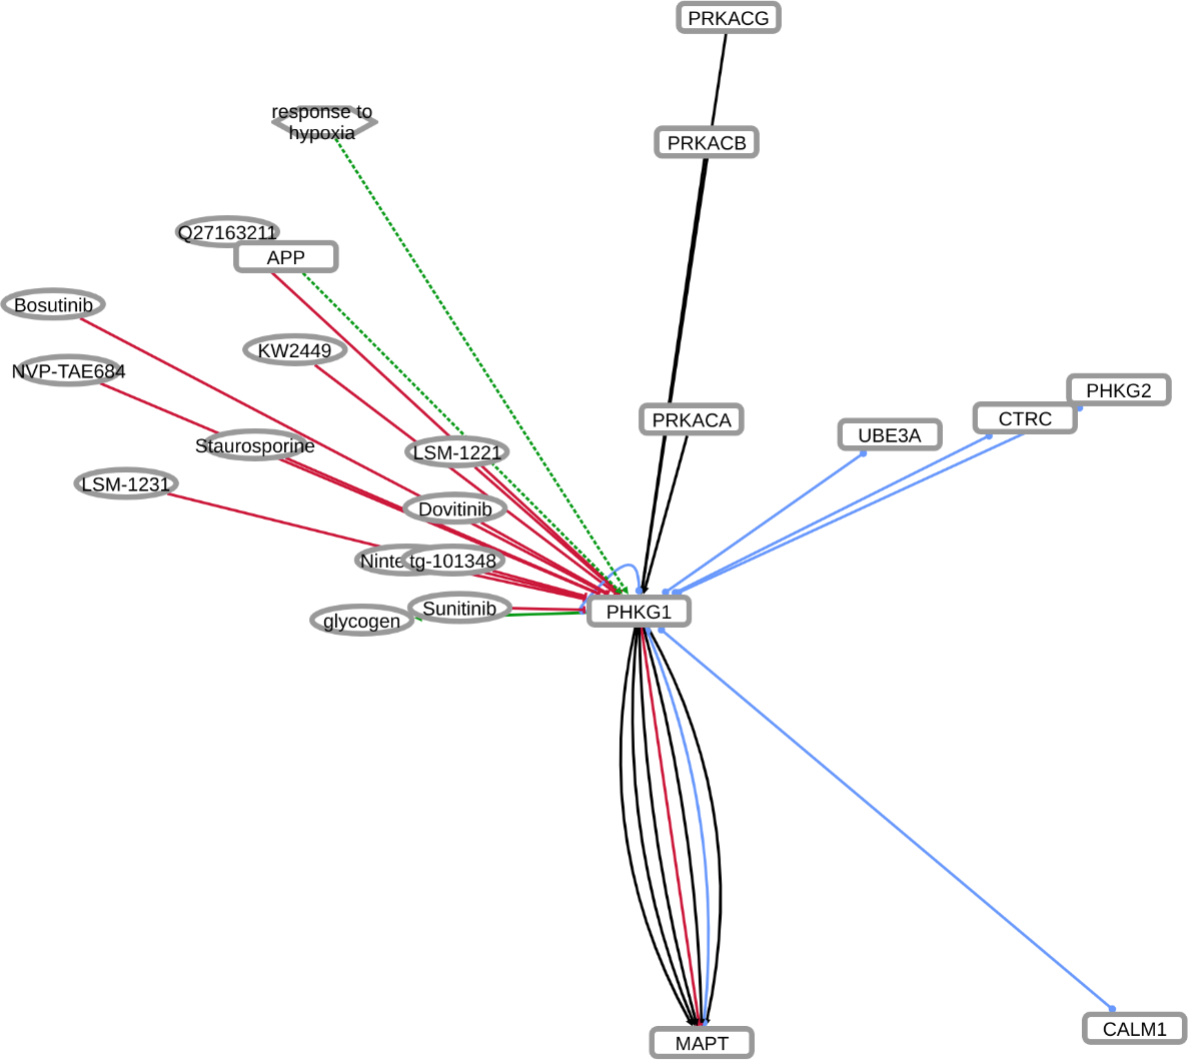 PRKACG
response to
hypoxia
PRKACB
Q27163211
APP
Bosutinib
KW2449
NVP-TAE684
PHKG2
CTRC
PRKACA
UBE3A
Staurosporine
LSM-1221
LSM-1231
Dovitinib
tg-101348
Sunitinib
PHKG1
glycogen
CALM1
MAPT